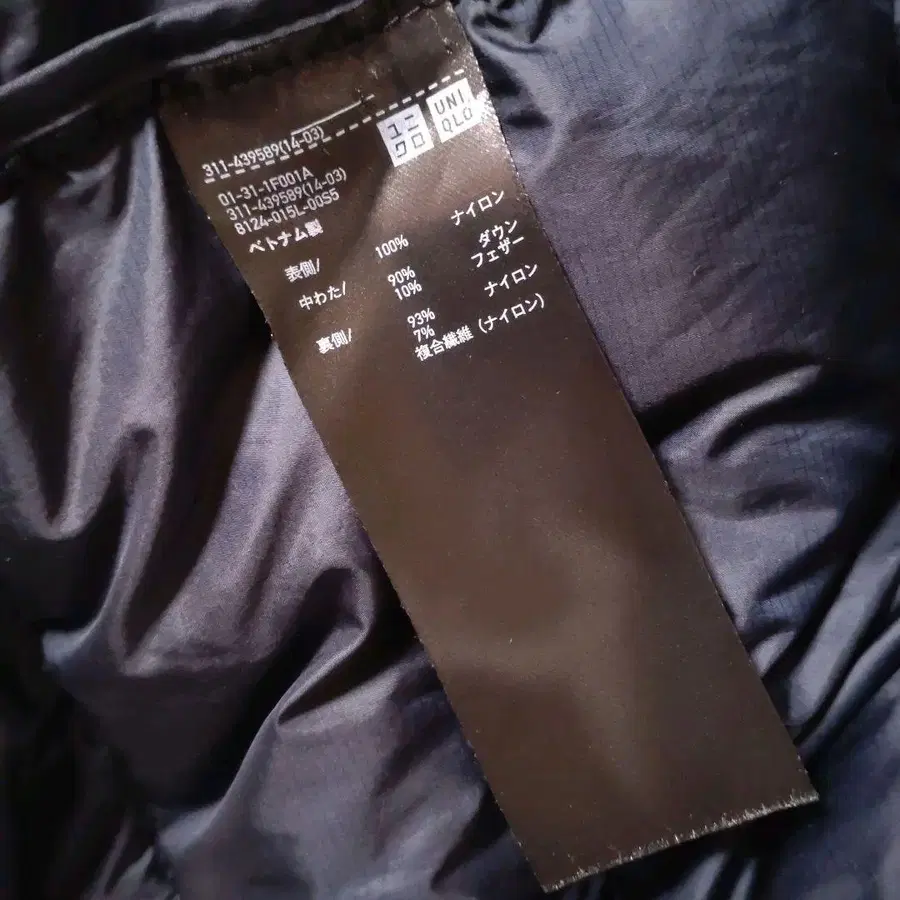 311-439589(14-03)
ユニクロ
UNIQLO
01-31-1F001A
311-439589(14-03)
8124-015L-00S5
ベトナム製
表側/ 100% ナイロン
中わた/ 90% ダウン
10% フェザー
裏側/ 93% ナイロン
7% 複合繊維(ナイロン)